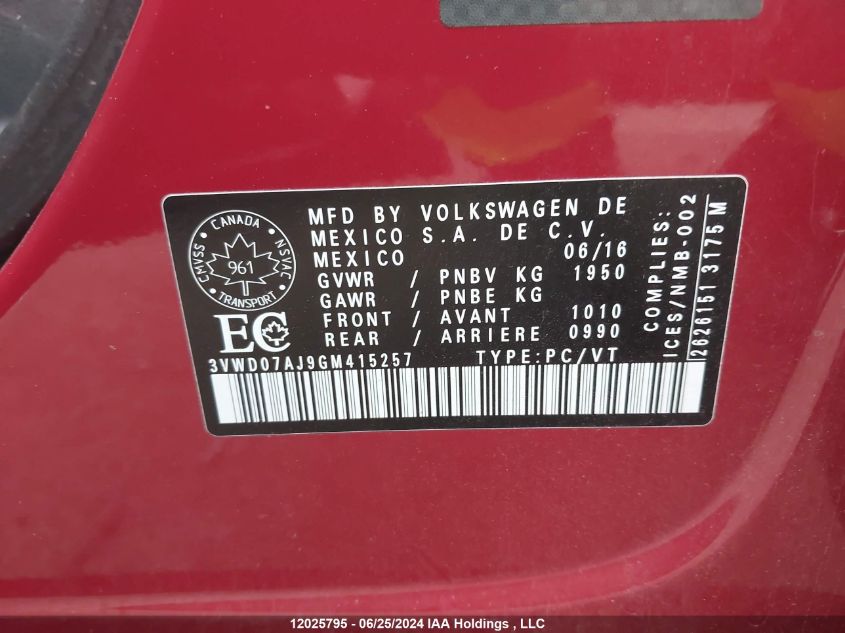 CANADA
CMVSS
NSVAC
961
TRANSPORT
EC
MFD BY VOLKSWAGEN DE
MEXICO S.A. DE C.V.
MEXICO 06/16
GVWR / PNBV KG 1950
GAWR / PNBE KG
FRONT / AVANT 1010
REAR / ARRIERE 0990
3VWD07AJ9GM415257 TYPE:PC/VT
COMPLIES:
ICES/NMB-002
2626151 3175 M
12025795 - 06/25/2024 IAA Holdings , LLC